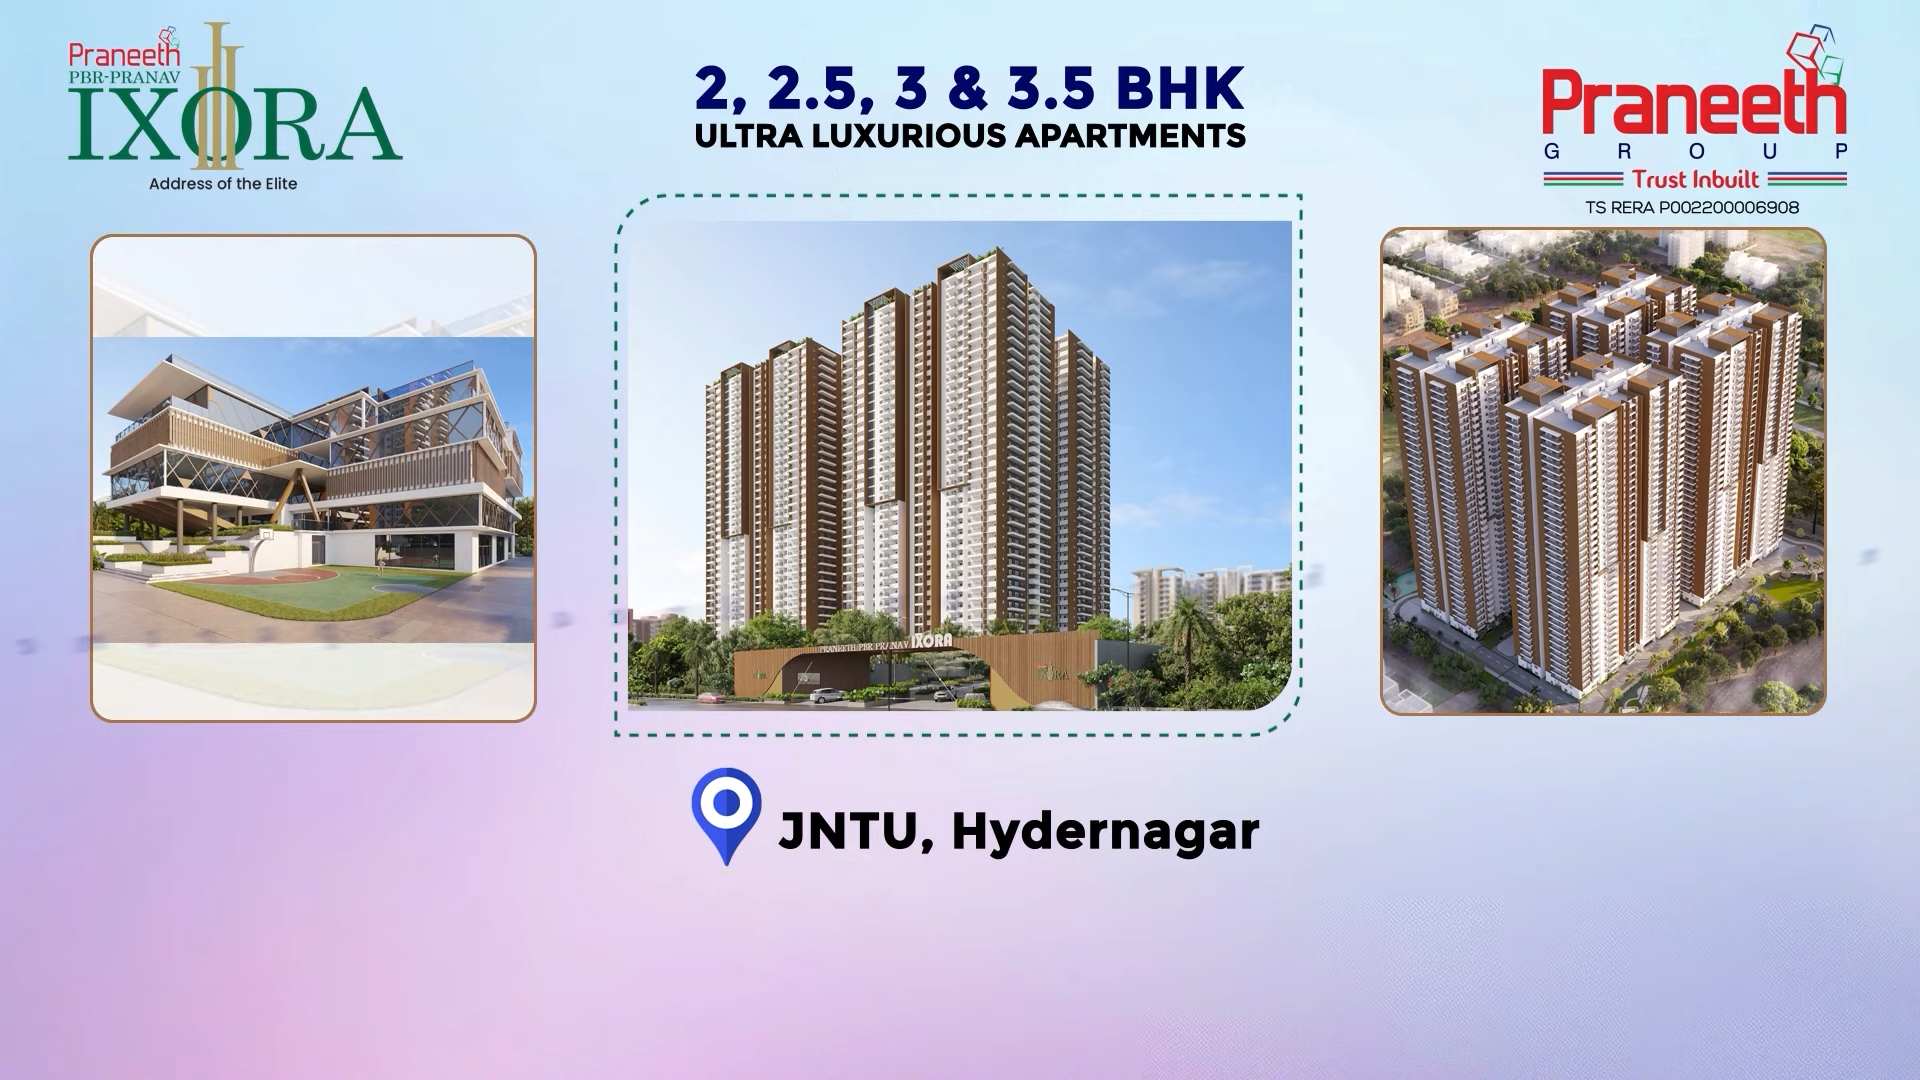 Praneeth
PBR-PRANAV
IXORA
Address of the Elite
2, 2.5, 3 & 3.5 BHK
ULTRA LUXURIOUS APARTMENTS
Praneeth
GROUP
Trust Inbuilt
TS RERA P002200006908
PRANEETH PBR PRANAV IXORA
IXORA
JNTU, Hydernagar